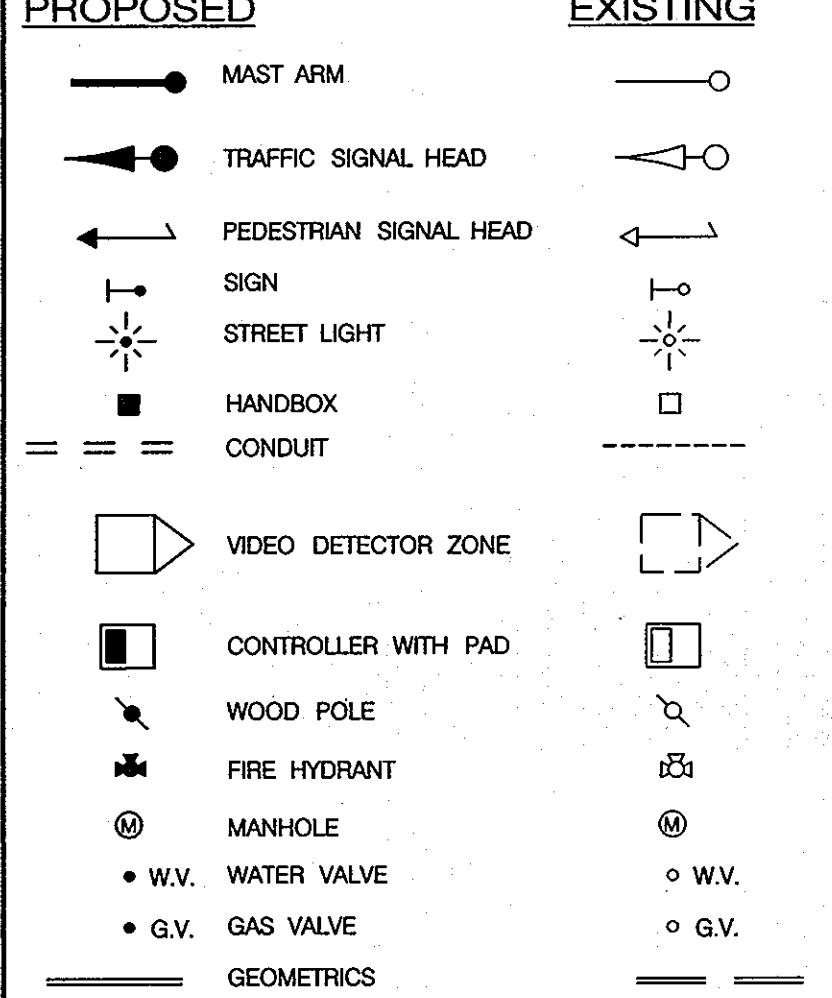 PROPOSED EXISTING
MAST ARM
TRAFFIC SIGNAL HEAD
PEDESTRIAN SIGNAL HEAD
SIGN
STREET LIGHT
HANDBOX
CONDUIT
VIDEO DETECTOR ZONE
CONTROLLER WITH PAD
WOOD POLE
FIRE HYDRANT
M MANHOLE M
W.V. WATER VALVE W.V.
G.V. GAS VALVE G.V.
GEOMETRICS